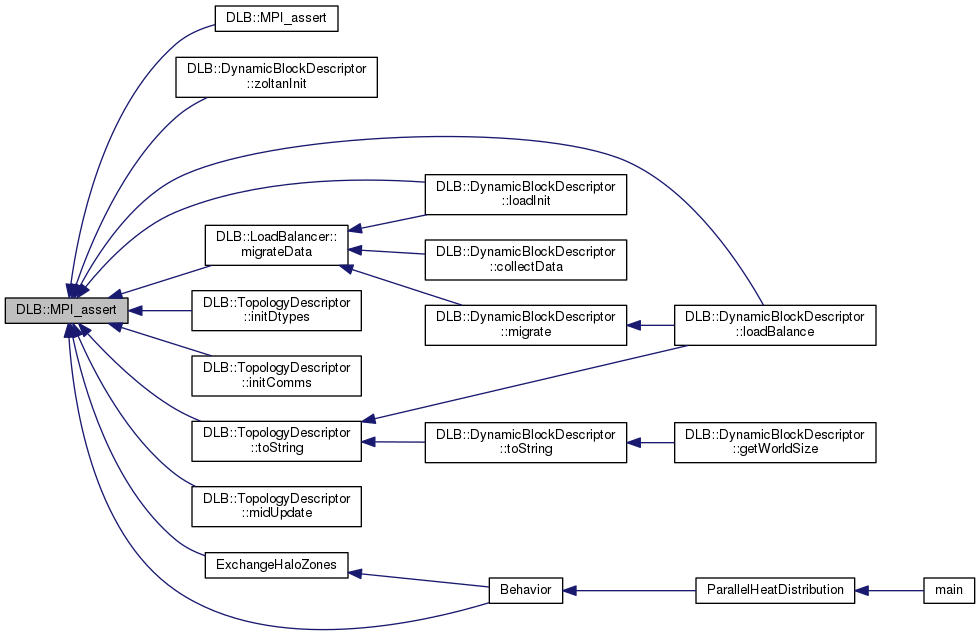 DLB::MPI_assert
DLB::DynamicBlockDescriptor
::zoltanInit
DLB::DynamicBlockDescriptor
::loadInit
DLB::LoadBalancer::
migrateData
DLB::DynamicBlockDescriptor
::collectData
DLB::MPI_assert
DLB::TopologyDescriptor
::initDtypes
DLB::DynamicBlockDescriptor
::migrate
DLB::DynamicBlockDescriptor
::loadBalance
DLB::TopologyDescriptor
::initComms
DLB::TopologyDescriptor
::toString
DLB::DynamicBlockDescriptor
::toString
DLB::DynamicBlockDescriptor
::getWorldSize
DLB::TopologyDescriptor
::midUpdate
ExchangeHaloZones
Behavior
ParallelHeatDistribution
main